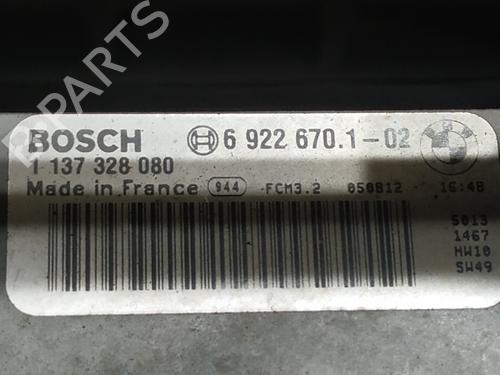 B PARTS
BOSCH 6 922 670.1-02
1 137 328 080
Made in France 944 FCM3.2 050812 16:48
5013
1467
HW10
SW49